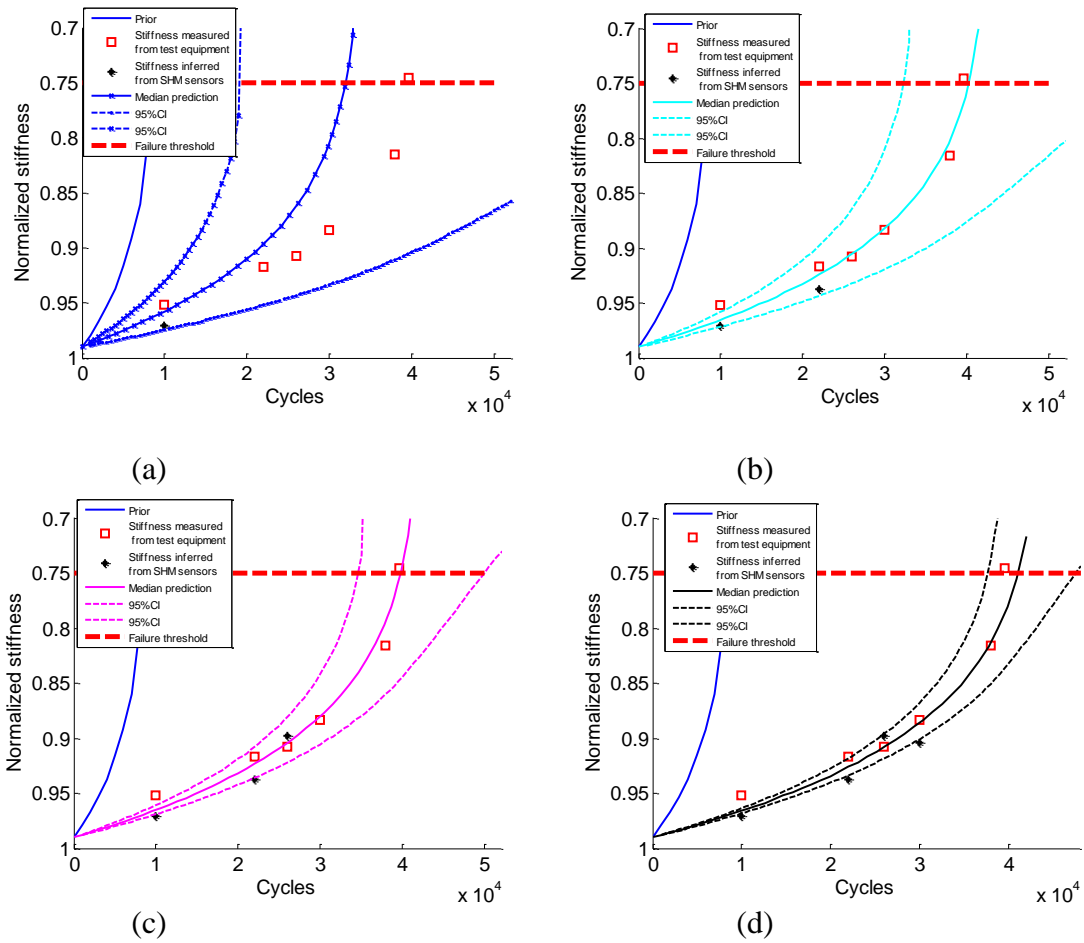 0.7
0.75
0.8
0.85
0.9
0.95
1
Normalized stiffness
Prior
Stiffness measured
from test equipment
Stiffness inferred
from SHM sensors
Median prediction
95%CI
95%CI
Failure threshold
0 1 2 3 4 5
Cycles
x 10^4
(a)
0.7
0.75
0.8
0.85
0.9
0.95
1
Normalized stiffness
Prior
Stiffness measured
from test equipment
Stiffness inferred
from SHM sensors
Median prediction
95%CI
95%CI
Failure threshold
0 1 2 3 4 5
Cycles
x 10^4
(b)
0.7
0.75
0.8
0.85
0.9
0.95
1
Normalized stiffness
Prior
Stiffness measured
from test equipment
Stiffness inferred
from SHM sensors
Median prediction
95%CI
95%CI
Failure threshold
0 1 2 3 4 5
Cycles
x 10^4
(c)
0.7
0.75
0.8
0.85
0.9
0.95
1
Normalized stiffness
Prior
Stiffness measured
from test equipment
Stiffness inferred
from SHM sensors
Median prediction
95%CI
95%CI
Failure threshold
0 1 2 3 4
Cycles
x 10^4
(d)